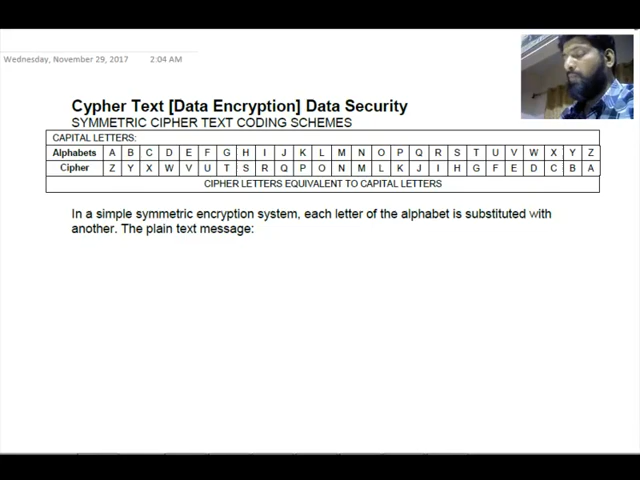 Wednesday, November 29, 2017 2:04 AM
Cypher Text [Data Encryption] Data Security
SYMMETRIC CIPHER TEXT CODING SCHEMES
CAPITAL LETTERS:
Alphabets A B C D E F G H I J K L M N O P Q R S T U V W X Y Z
Cipher Z Y X W V U T S R Q P O N M L K J I H G F E D C B A
CIPHER LETTERS EQUIVALENT TO CAPITAL LETTERS
In a simple symmetric encryption system, each letter of the alphabet is substituted with
another. The plain text message: